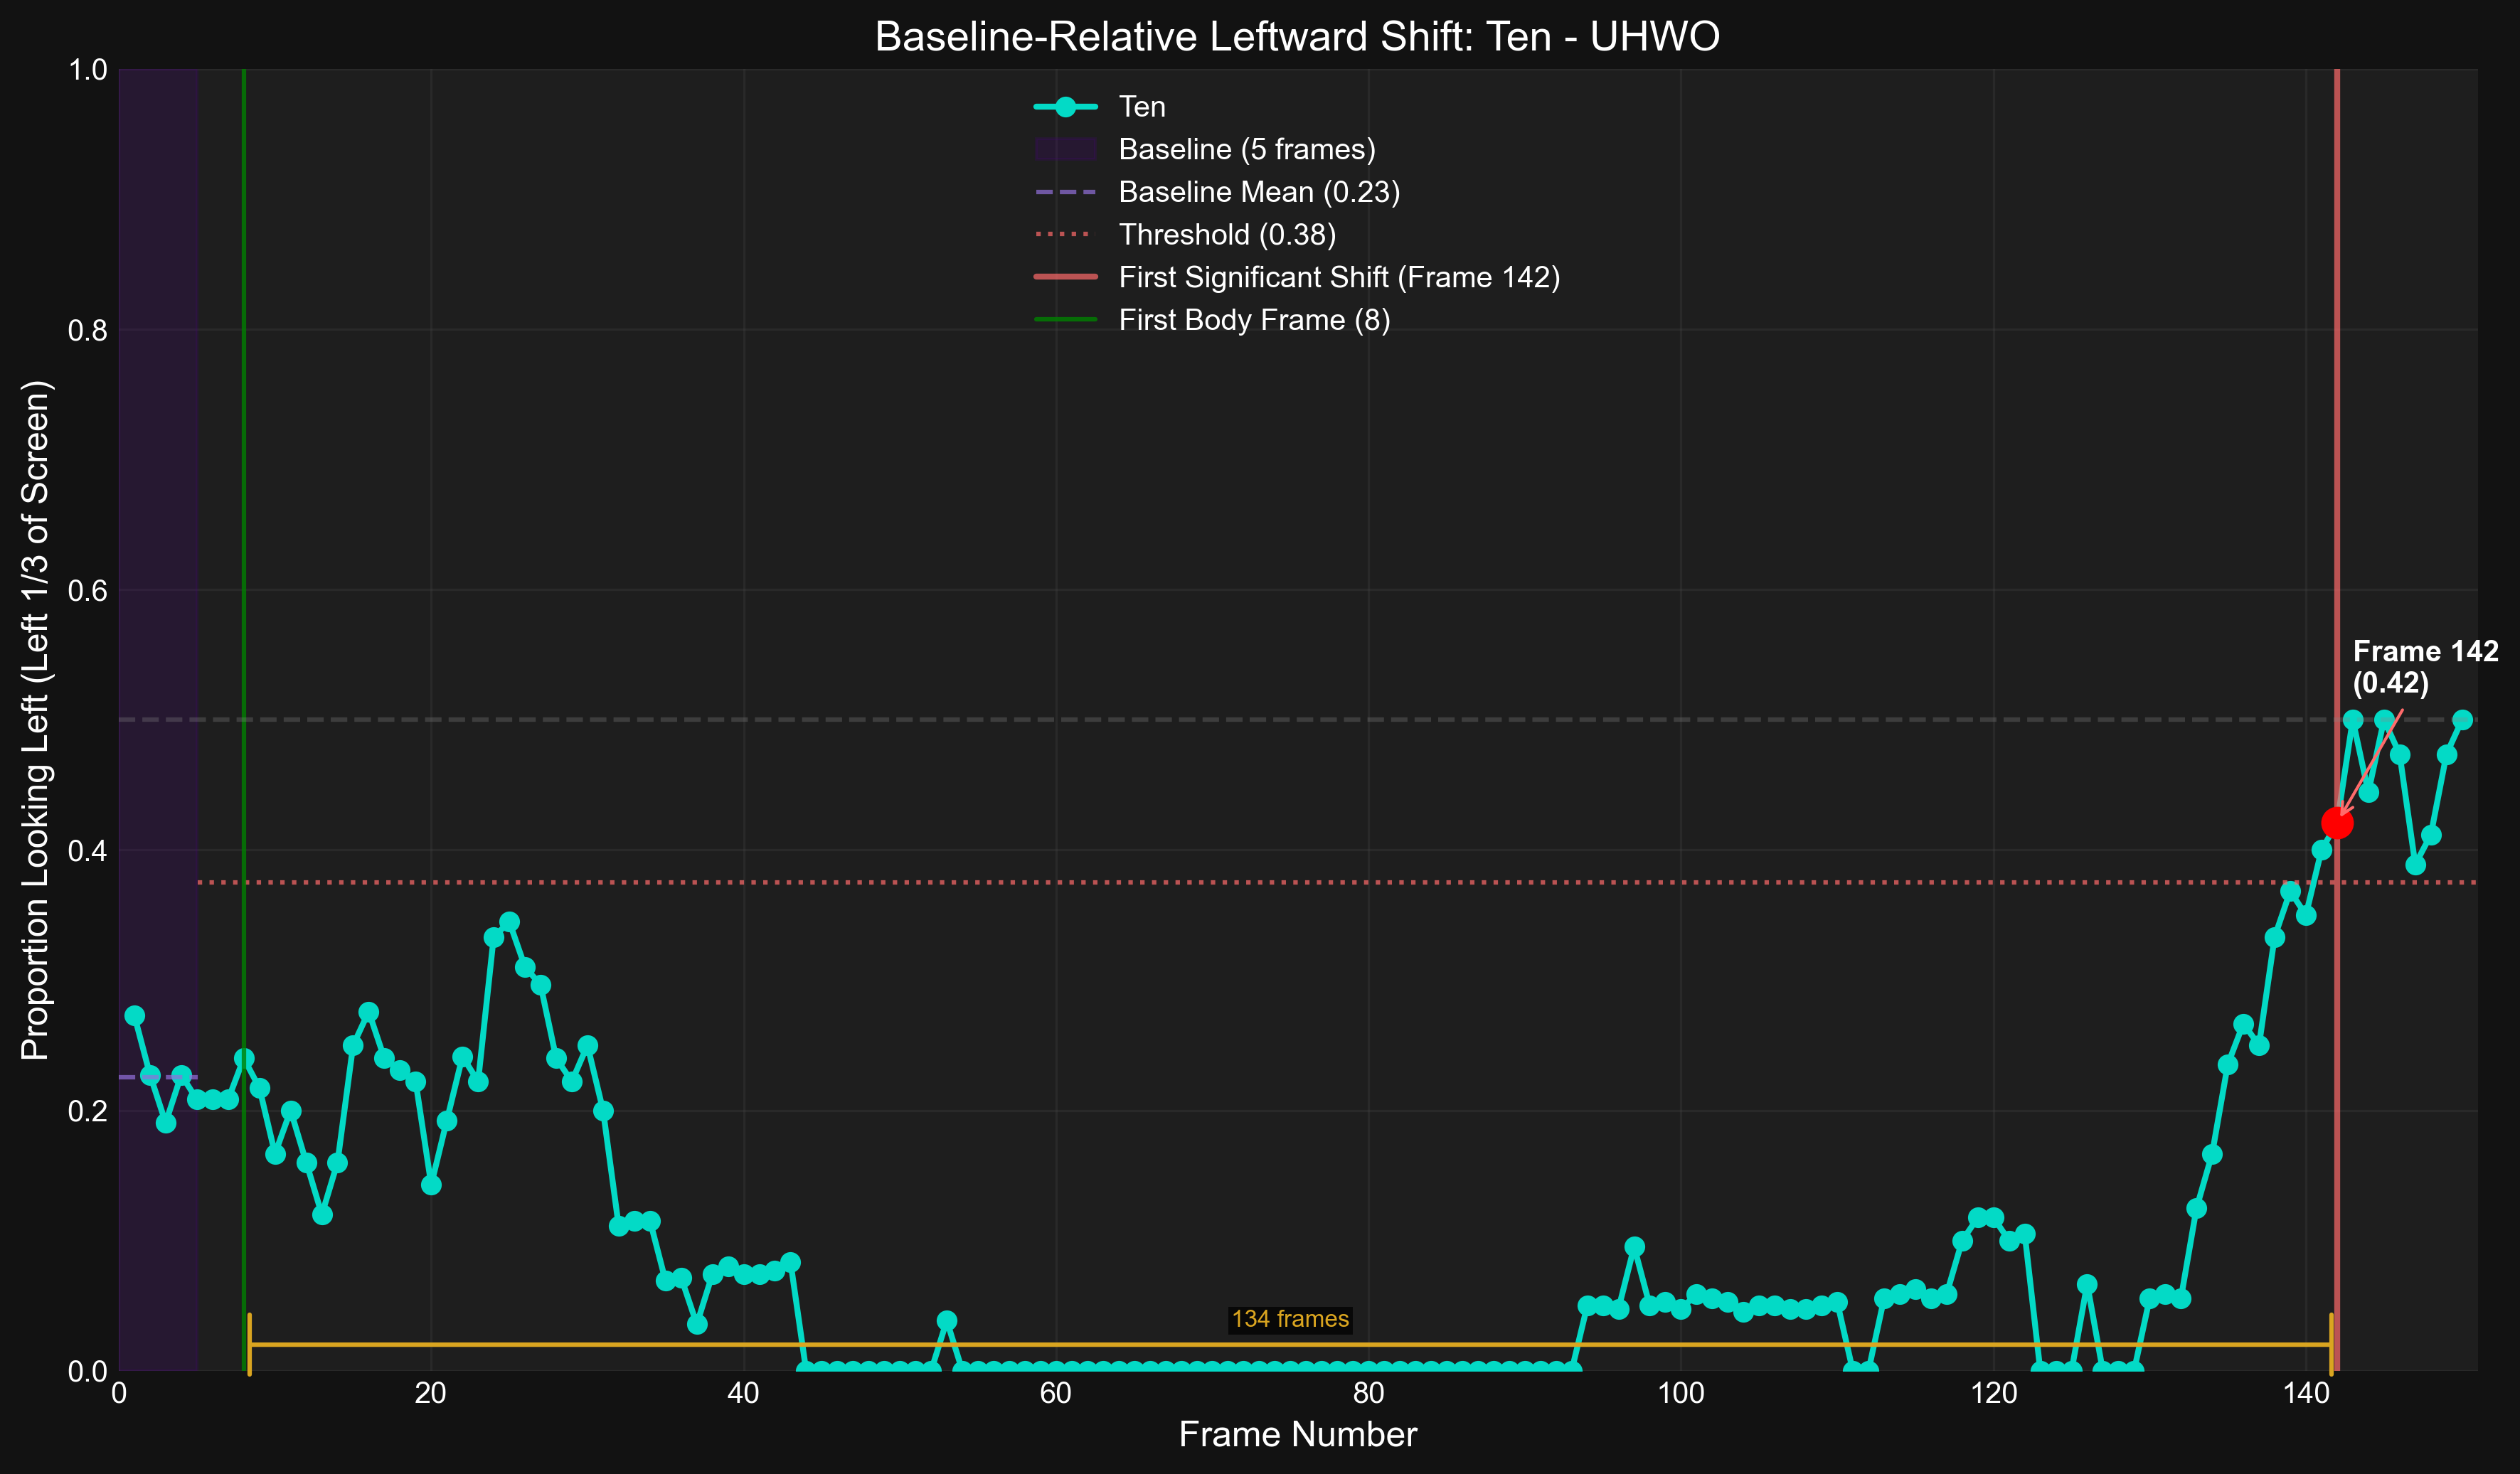 Baseline-Relative Leftward Shift: Ten - UHWO
Proportion Looking Left (Left 1/3 of Screen)
1.0
0.8
0.6
0.4
0.2
0.0
Ten
Baseline (5 frames)
Baseline Mean (0.23)
Threshold (0.38)
First Significant Shift (Frame 142)
First Body Frame (8)
Frame 142
(0.42)
134 frames
0 20 40 60 80 100 120 140
Frame Number